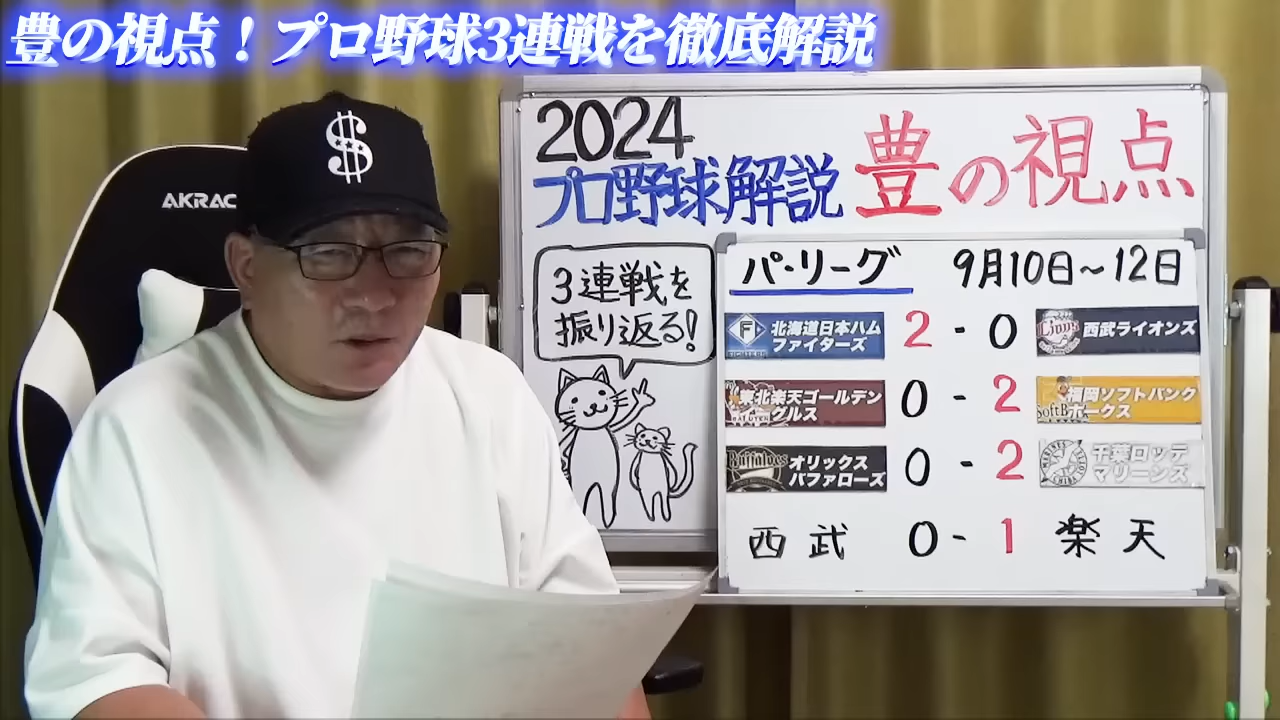 豊の視点！プロ野球3連戦を徹底解説
AKRAC
$
2024
プロ野球解説 豊の視点
3連戦を
振り返る!
パ・リーグ 9月10日~12日
F
FIGHTERS
北海道日本ハム
ファイターズ
2 - 0
Lions
西武ライオンズ
東北楽天ゴールデン
グルス
0 - 2
福岡ソフトバンク
ホークス
SoftB
Buffaloes
オリックス
バファローズ
0 - 2
千葉ロッテ
マリーンズ
西武 0 - 1 楽天